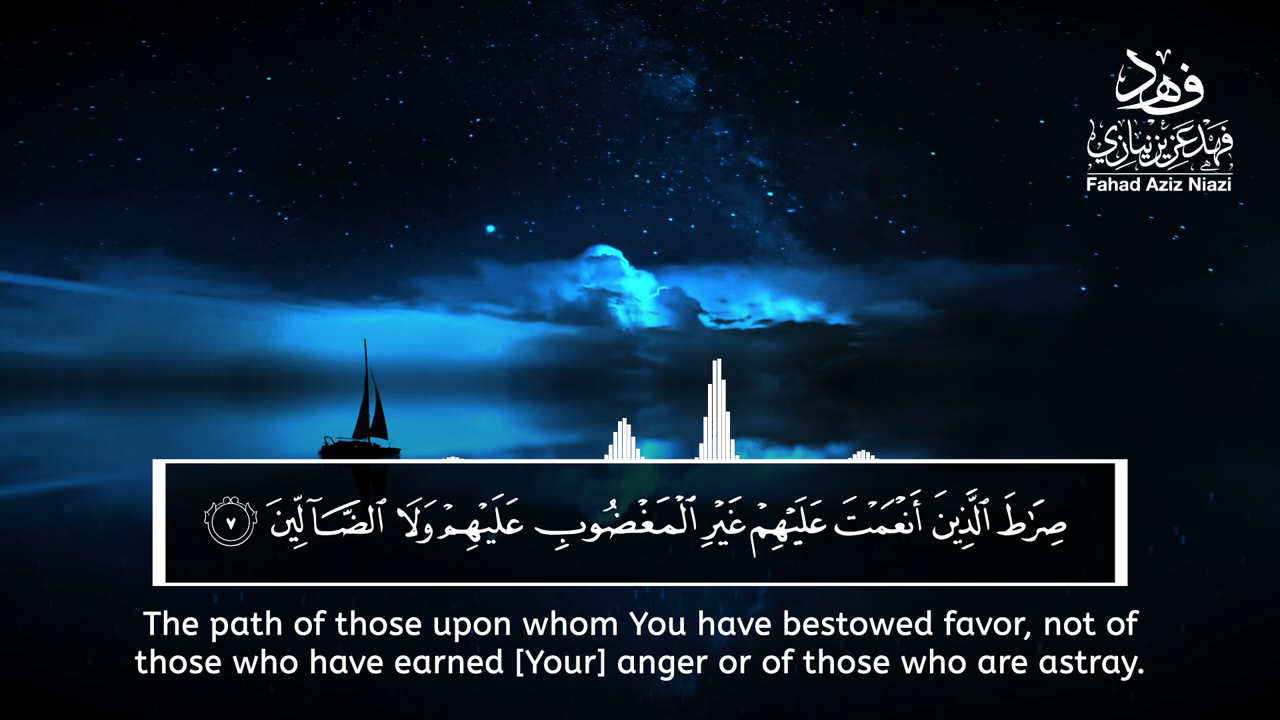 فهد
فهد عزيز نيازي
Fahad Aziz Niazi
صِرَٰطَ ٱلَّذِينَ أَنْعَمْتَ عَلَيْهِمْ غَيْرِ ٱلْمَغْضُوبِ عَلَيْهِمْ وَلَا ٱلضَّآلِّينَ ٧
The path of those upon whom You have bestowed favor, not of
those who have earned [Your] anger or of those who are astray.